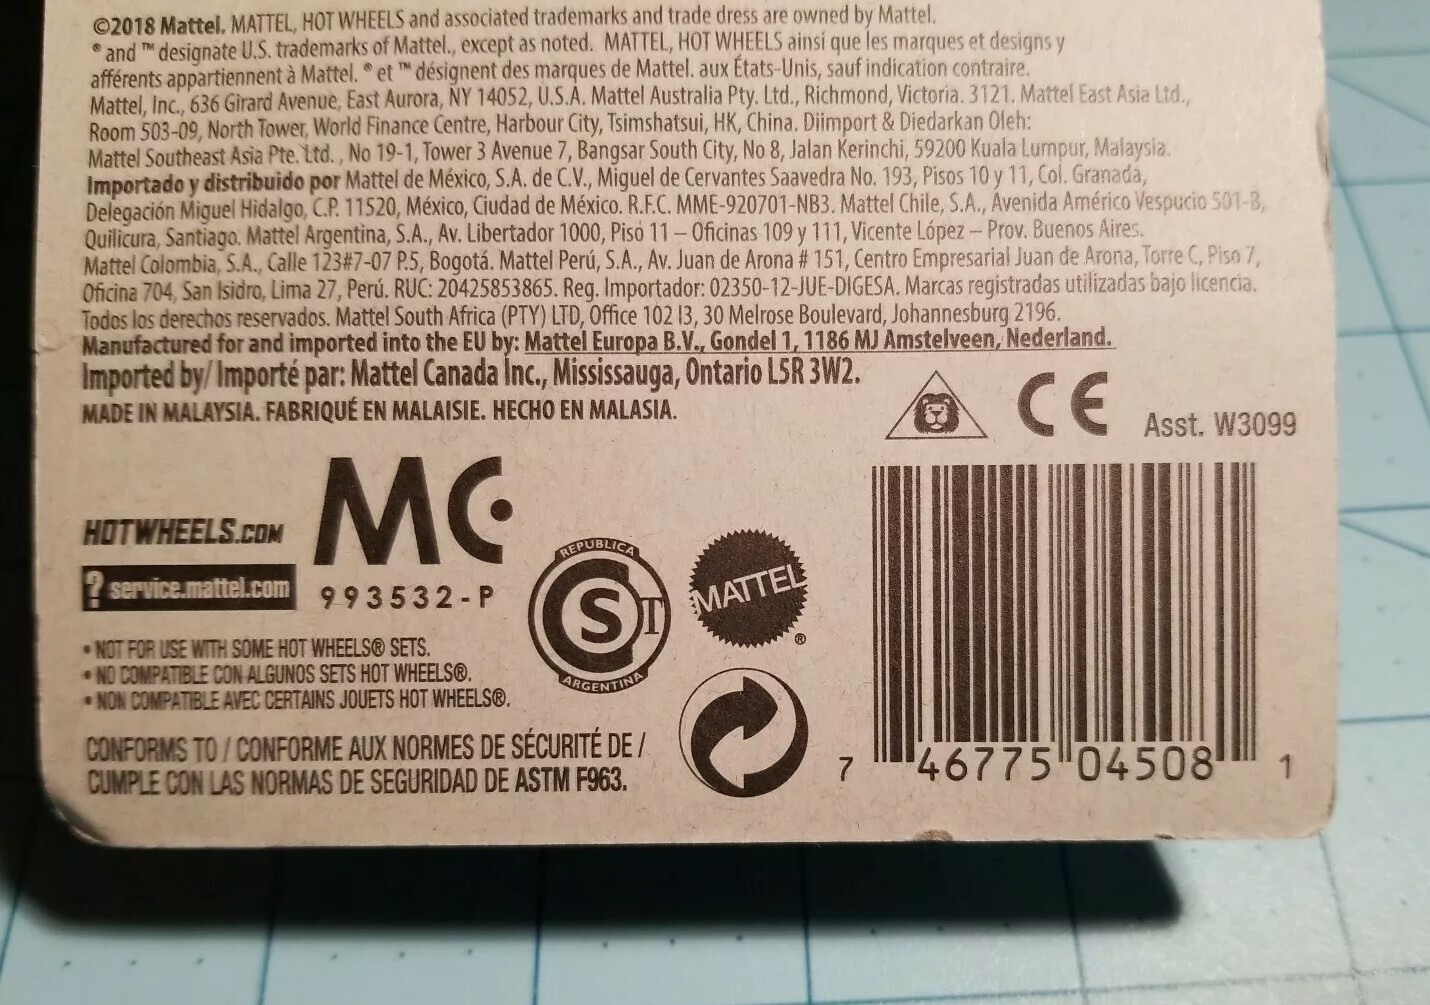 ©2018 Mattel. MATTEL, HOT WHEELS and associated trademarks and trade dress are owned by Mattel.
® and ™ designate U.S. trademarks of Mattel., except as noted. MATTEL, HOT WHEELS ainsi que les marques et designs y
afférents appartiennent à Mattel. ® et ™ désignent des marques de Mattel. aux États-Unis, sauf indication contraire.
Mattel, Inc., 636 Girard Avenue, East Aurora, NY 14052, U.S.A. Mattel Australia Pty. Ltd., Richmond, Victoria. 3121. Mattel East Asia Ltd.,
Room 503-09, North Tower, World Finance Centre, Harbour City, Tsimshatsui, HK, China. Diimport & Diedarkan Oleh:
Mattel Southeast Asia Pte. Ltd. , No 19-1, Tower 3 Avenue 7, Bangsar South City, No 8, Jalan Kerinchi, 59200 Kuala Lumpur, Malaysia.
Importado y distribuido por Mattel de México, S.A. de C.V., Miguel de Cervantes Saavedra No. 193, Pisos 10 y 11, Col. Granada,
Delegación Miguel Hidalgo, C.P. 11520, México, Ciudad de México. R.F.C. MME-920701-NB3. Mattel Chile, S.A., Avenida Américo Vespucio 501-B,
Quilicura, Santiago. Mattel Argentina, S.A., Av. Libertador 1000, Piso 11 – Oficinas 109 y 111, Vicente López – Prov. Buenos Aires.
Mattel Colombia, S.A., Calle 123#7-07 P.5, Bogotá. Mattel Perú, S.A., Av. Juan de Arona # 151, Centro Empresarial Juan de Arona, Torre C, Piso 7,
Oficina 704, San Isidro, Lima 27, Perú. RUC: 20425853865. Reg. Importador: 02350-12-JUE-DIGESA. Marcas registradas utilizadas bajo licencia.
Todos los derechos reservados. Mattel South Africa (PTY) LTD, Office 102 I3, 30 Melrose Boulevard, Johannesburg 2196.
Manufactured for and imported into the EU by: Mattel Europa B.V., Gondel 1, 1186 MJ Amstelveen, Nederland.
Imported by/ Importé par: Mattel Canada Inc., Mississauga, Ontario L5R 3W2.
MADE IN MALAYSIA. FABRIQUÉ EN MALAISIE. HECHO EN MALASIA.
CE Asst. W3099
HOTWHEELS.COM
? service.mattel.com
MC
993532-P
REPUBLICA
S T
ARGENTINA
MATTEL ®
• NOT FOR USE WITH SOME HOT WHEELS® SETS.
• NO COMPATIBLE CON ALGUNOS SETS HOT WHEELS®.
• NON COMPATIBLE AVEC CERTAINS JOUETS HOT WHEELS®.
CONFORMS TO / CONFORME AUX NORMES DE SÉCURITÉ DE /
CUMPLE CON LAS NORMAS DE SEGURIDAD DE ASTM F963.
7 46775 04508 1